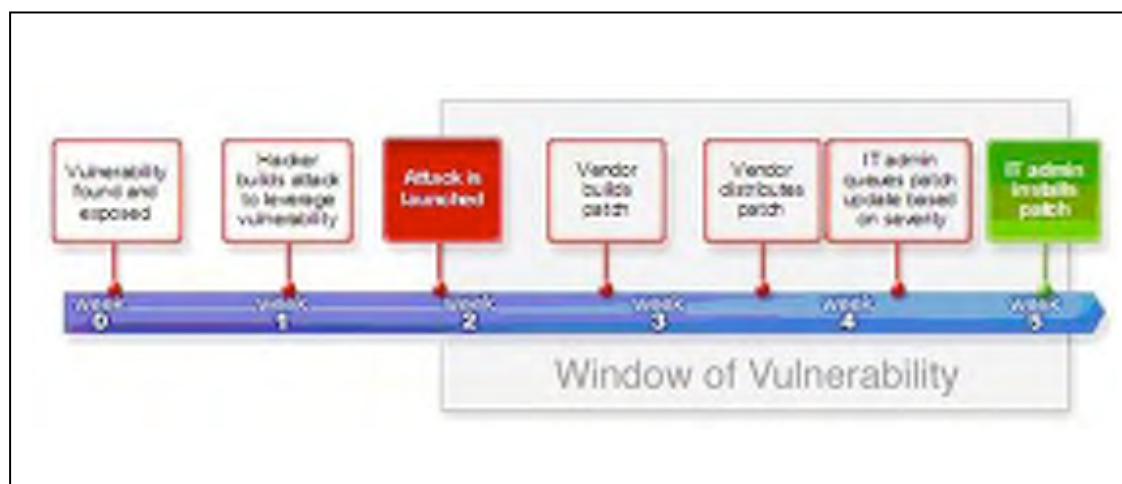 Vulnerability
found and
exposed
Hacker
builds attack
to leverage
vulnerability
Attack is
launched
Vendor
builds
patch
Vendor
distributes
patch
IT admin
queues patch
update based
on severity
IT admin
installs
patch
week
0
week
1
week
2
week
3
week
4
week
5
Window of Vulnerability